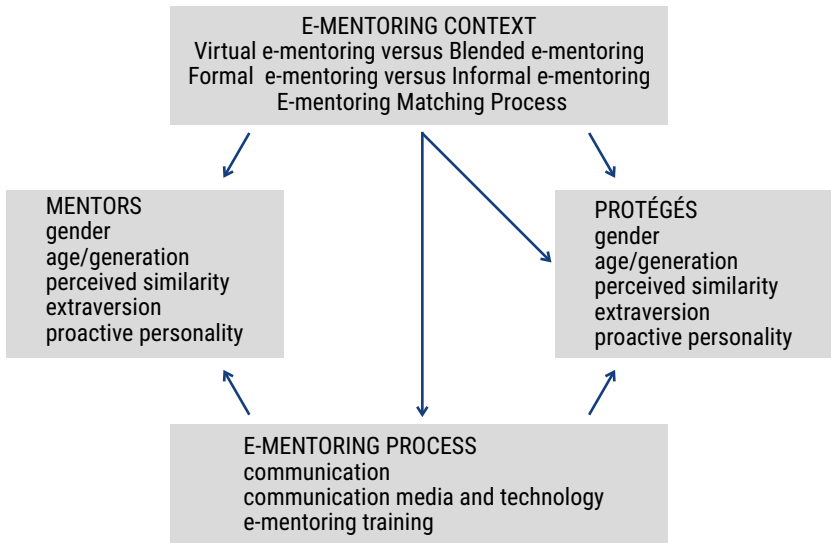 E-MENTORING CONTEXT
Virtual e-mentoring versus Blended e-mentoring
Formal e-mentoring versus Informal e-mentoring
E-mentoring Matching Process
MENTORS
gender
age/generation
perceived similarity
extraversion
proactive personality
PROTÉGÉS
gender
age/generation
perceived similarity
extraversion
proactive personality
E-MENTORING PROCESS
communication
communication media and technology
e-mentoring training